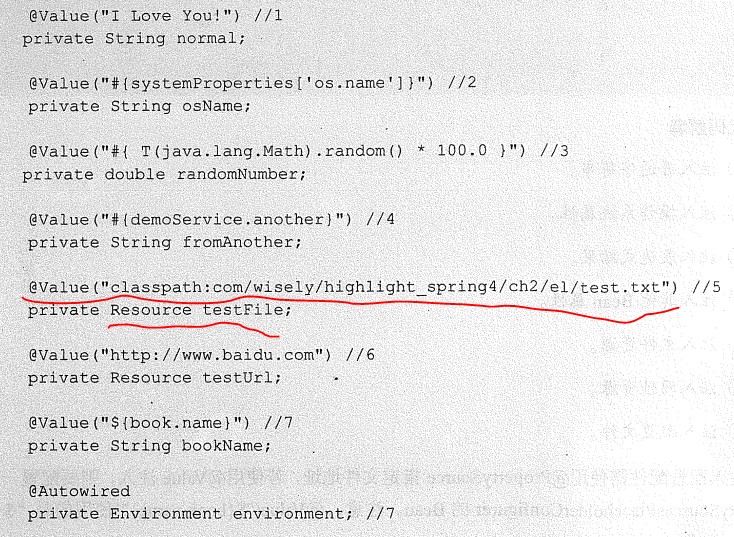 @Value("I Love You!") //1
private String normal;
@Value("#{systemProperties['os.name']}") //2
private String osName;
@Value("#{ T(java.lang.Math).random() * 100.0 }") //3
private double randomNumber;
@Value("#{demoService.another}") //4
private String fromAnother;
@Value("classpath:com/wisely/highlight_spring4/ch2/el/test.txt") //5
private Resource testFile;
@Value("http://www.baidu.com") //6
private Resource testUrl;
@Value("${book.name}") //7
private String bookName;
@Autowired
private Environment environment; //7